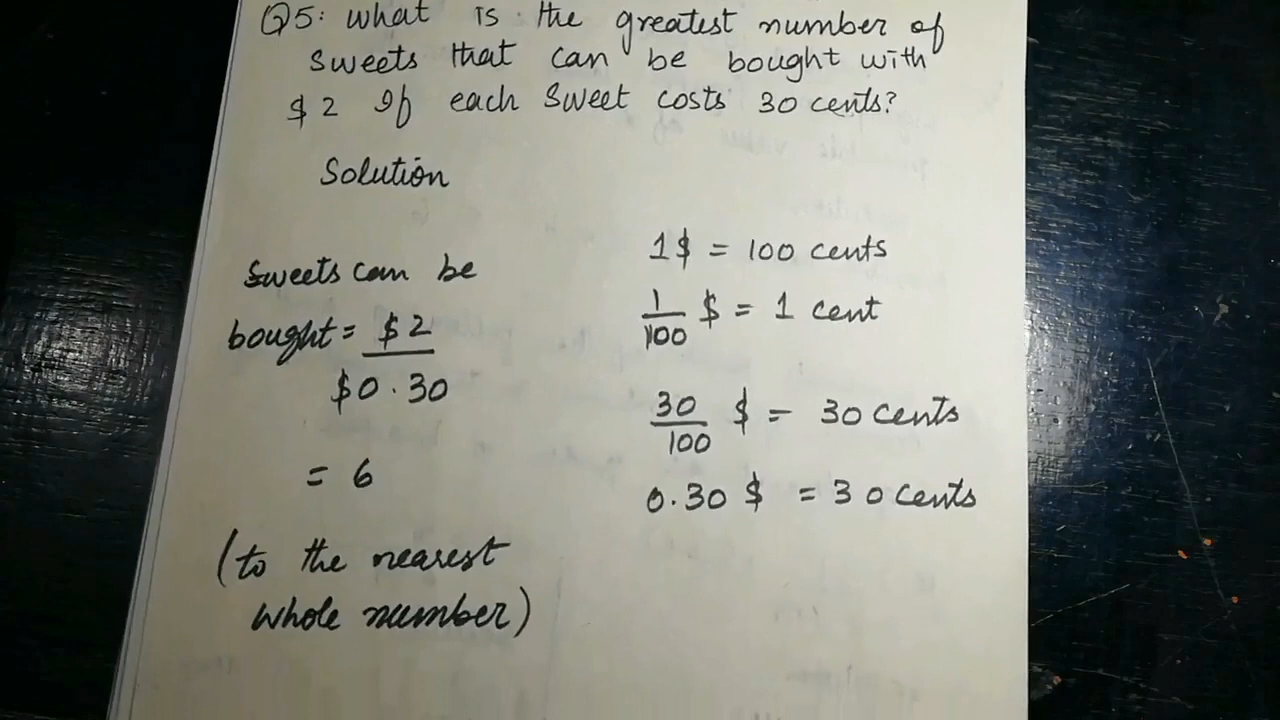 Q5: What is the greatest number of
sweets that can be bought with
$2 If each Sweet costs 30 cents?
Solution
Sweets can be
bought = $2
$0.30
= 6
(to the nearest
whole number)
1$ = 100 cents
1/100 $ = 1 cent
30/100 $ = 30 cents
0.30 $ = 30 cents